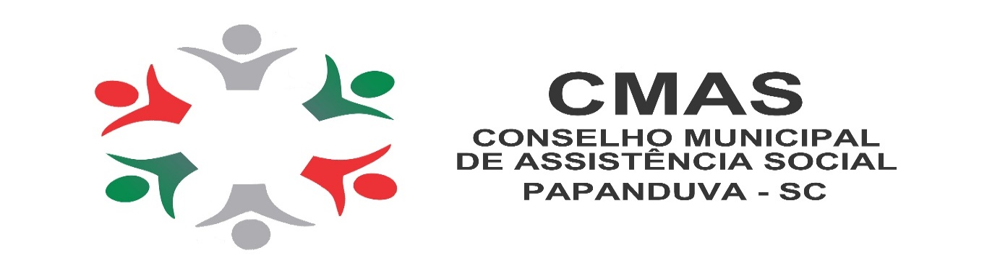 CMAS
CONSELHO MUNICIPAL
DE ASSISTÊNCIA SOCIAL
PAPANDUVA - SC